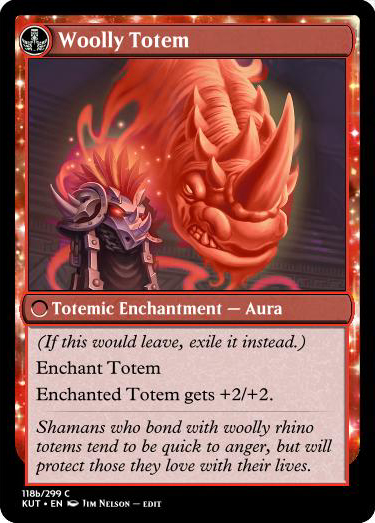 Woolly Totem
Totemic Enchantment — Aura
(If this would leave, exile it instead.)
Enchant Totem
Enchanted Totem gets +2/+2.
Shamans who bond with woolly rhino
totems tend to be quick to anger, but will
protect those they love with their lives.
118b/299 C
KUT • EN Jim Nelson — edit